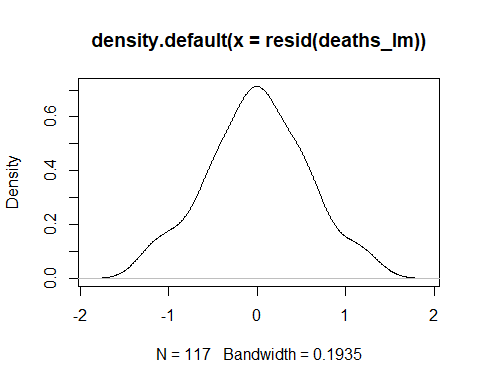 density.default(x = resid(deaths_lm))
Density
0.6
0.4
0.2
0.0
-2 -1 0 1 2
N = 117 Bandwidth = 0.1935